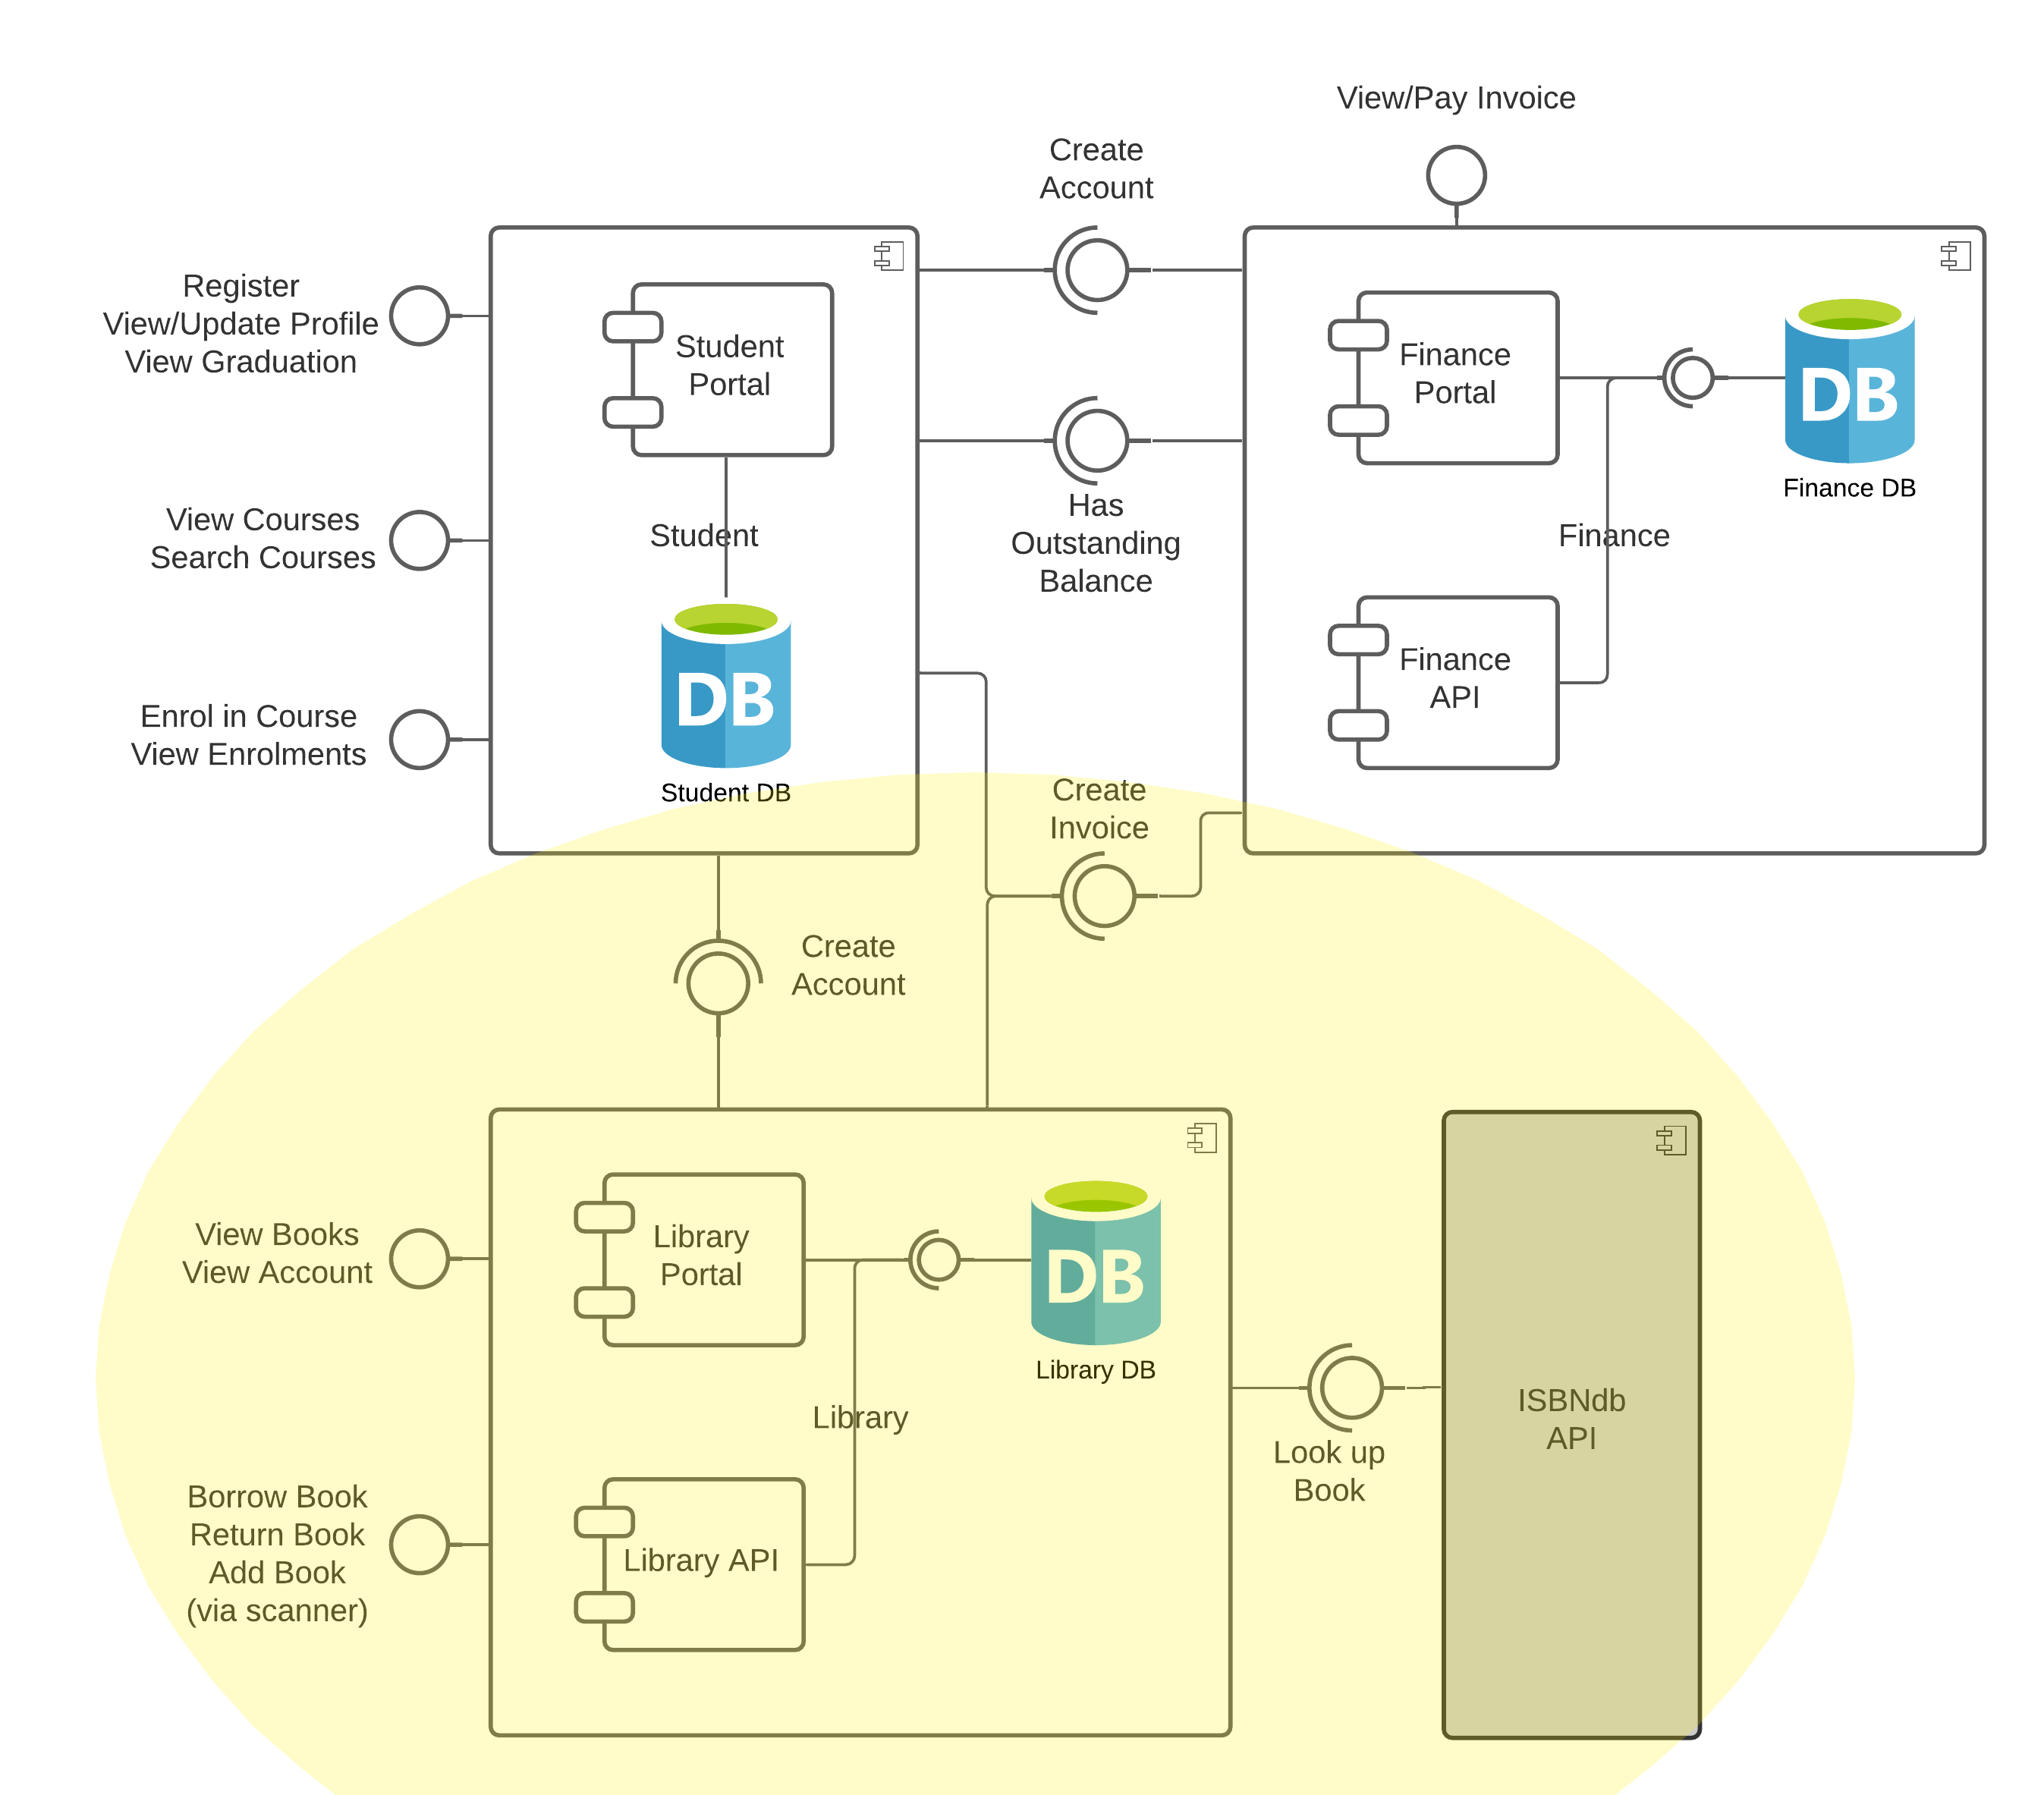 View/Pay Invoice
Create
Account
Register
View/Update Profile
View Graduation
Student
Portal
Finance
Portal
DB
Finance DB
View Courses
Search Courses
Student
Has
Outstanding
Balance
Finance
Enrol in Course
View Enrolments
DB
Student DB
Finance
API
Create
Invoice
Create
Account
View Books
View Account
Library
Portal
DB
Library DB
Library
Look up
Book
ISBNdb
API
Borrow Book
Return Book
Add Book
(via scanner)
Library API